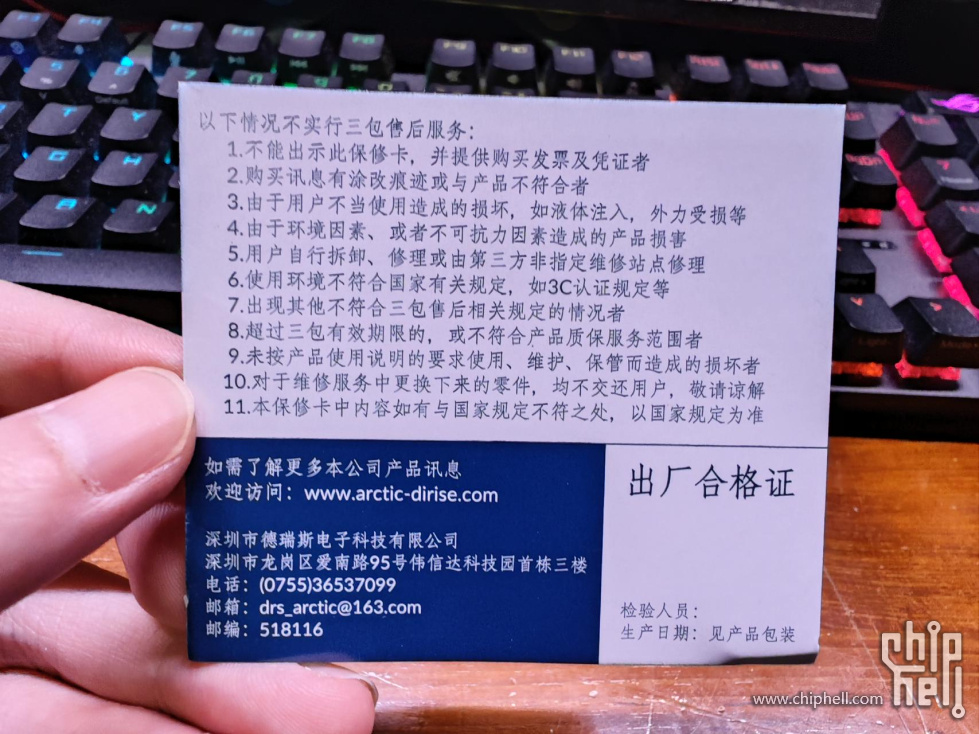 以下情况不实行三包售后服务:
1.不能出示此保修卡，并提供购买发票及凭证者
2.购买讯息有涂改痕迹或与产品不符合者
3.由于用户不当使用造成的损坏，如液体注入，外力受损等
4.由于环境因素、或者不可抗力因素造成的产品损害
5.用户自行拆卸、修理或由第三方非指定维修站点修理
6.使用环境不符合国家有关规定，如3C认证规定等
7.出现其他不符合三包售后相关规定的情况者
8.超过三包有效期限的，或不符合产品质保服务范围者
9.未按产品使用说明的要求使用、维护、保管而造成的损坏者
10.对于维修服务中更换下来的零件，均不交还用户，敬请谅解
11.本保修卡中内容如有与国家规定不符之处，以国家规定为准
如需了解更多本公司产品讯息
欢迎访问：www.arctic-dirise.com
深圳市德瑞斯电子科技有限公司
深圳市龙岗区爱南路95号伟信达科技园首栋三楼
电话：(0755)36537099
邮箱：drs_arctic@163.com
邮编：518116
出厂合格证
检验人员：
生产日期：见产品包装
www.chiphell.com
chip
hell